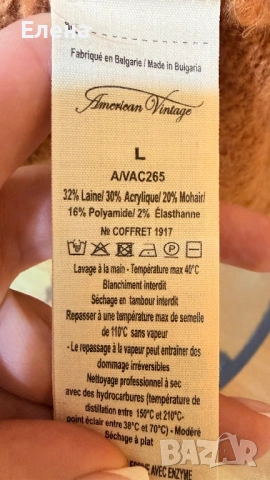 Елена
Fabriqué en Bulgarie / Made in Bulgaria
American Vintage
L
A/VAC265
32% Laine/ 30% Acrylique/ 20% Mohair/
16% Polyamide/ 2% Élasthanne
№ COFFRET 1917
Lavage à la main - Température max 40°C
Blanchiment interdit
Séchage en tambour interdit
Repasser à une température max de semelle
de 110°C sans vapeur
- Le repassage à la vapeur peut entraîner des
dommages irréversibles
Nettoyage professionnel à sec
avec des hydrocarbures (température de
distillation entre 150°C et 210°C-
point éclair entre 38°C et 70°C) - Modéré
Séchage à plat
AVEC ENZYME
bazar